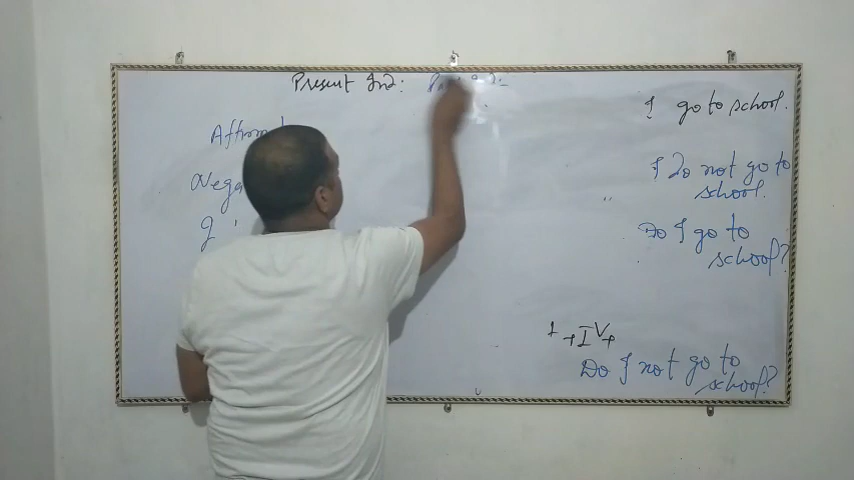 Present Ind:
I go to school.
Affirm
I do not go to
school.
Nega
Do I go to
school?
I
+IV+
Do I not go to
school?